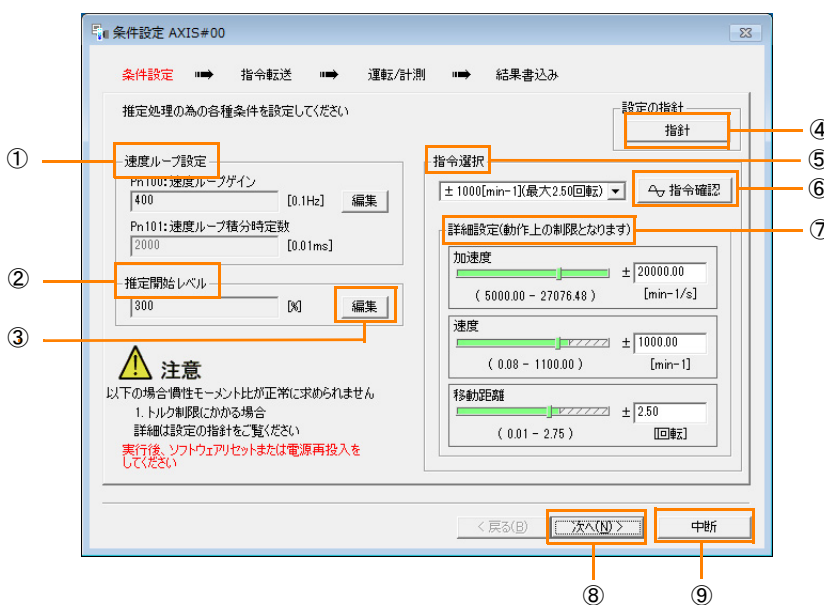 条件設定 AXIS#00
条件設定 ➠ 指令転送 ➠ 運転/計測 ➠ 結果書込み
推定処理の為の各種条件を設定してください
設定の指針
指針
④
①
速度ループ設定
Pn100:速度ループゲイン
400 [0.1Hz] 編集
Pn101:速度ループ積分時定数
2000 [0.01ms]
②
推定開始レベル
300 [%] 編集
③
注意
以下の場合慣性モーメント比が正常に求められません
1. トルク制限にかかる場合
詳細は設定の指針をご覧ください
実行後、ソフトウェアリセットまたは電源再投入を
してください
指令選択
⑤
±1000[min-1](最大2.50回転) 指令確認
⑥
詳細設定(動作上の制限となります)
⑦
加速度
± 20000.00
( 5000.00 - 27076.48 ) [min-1/s]
速度
± 1000.00
( 0.08 - 1100.00 ) [min-1]
移動距離
± 2.50
( 0.01 - 2.75 ) [回転]
< 戻る(B) 次へ(N) > 中断
⑧ ⑨